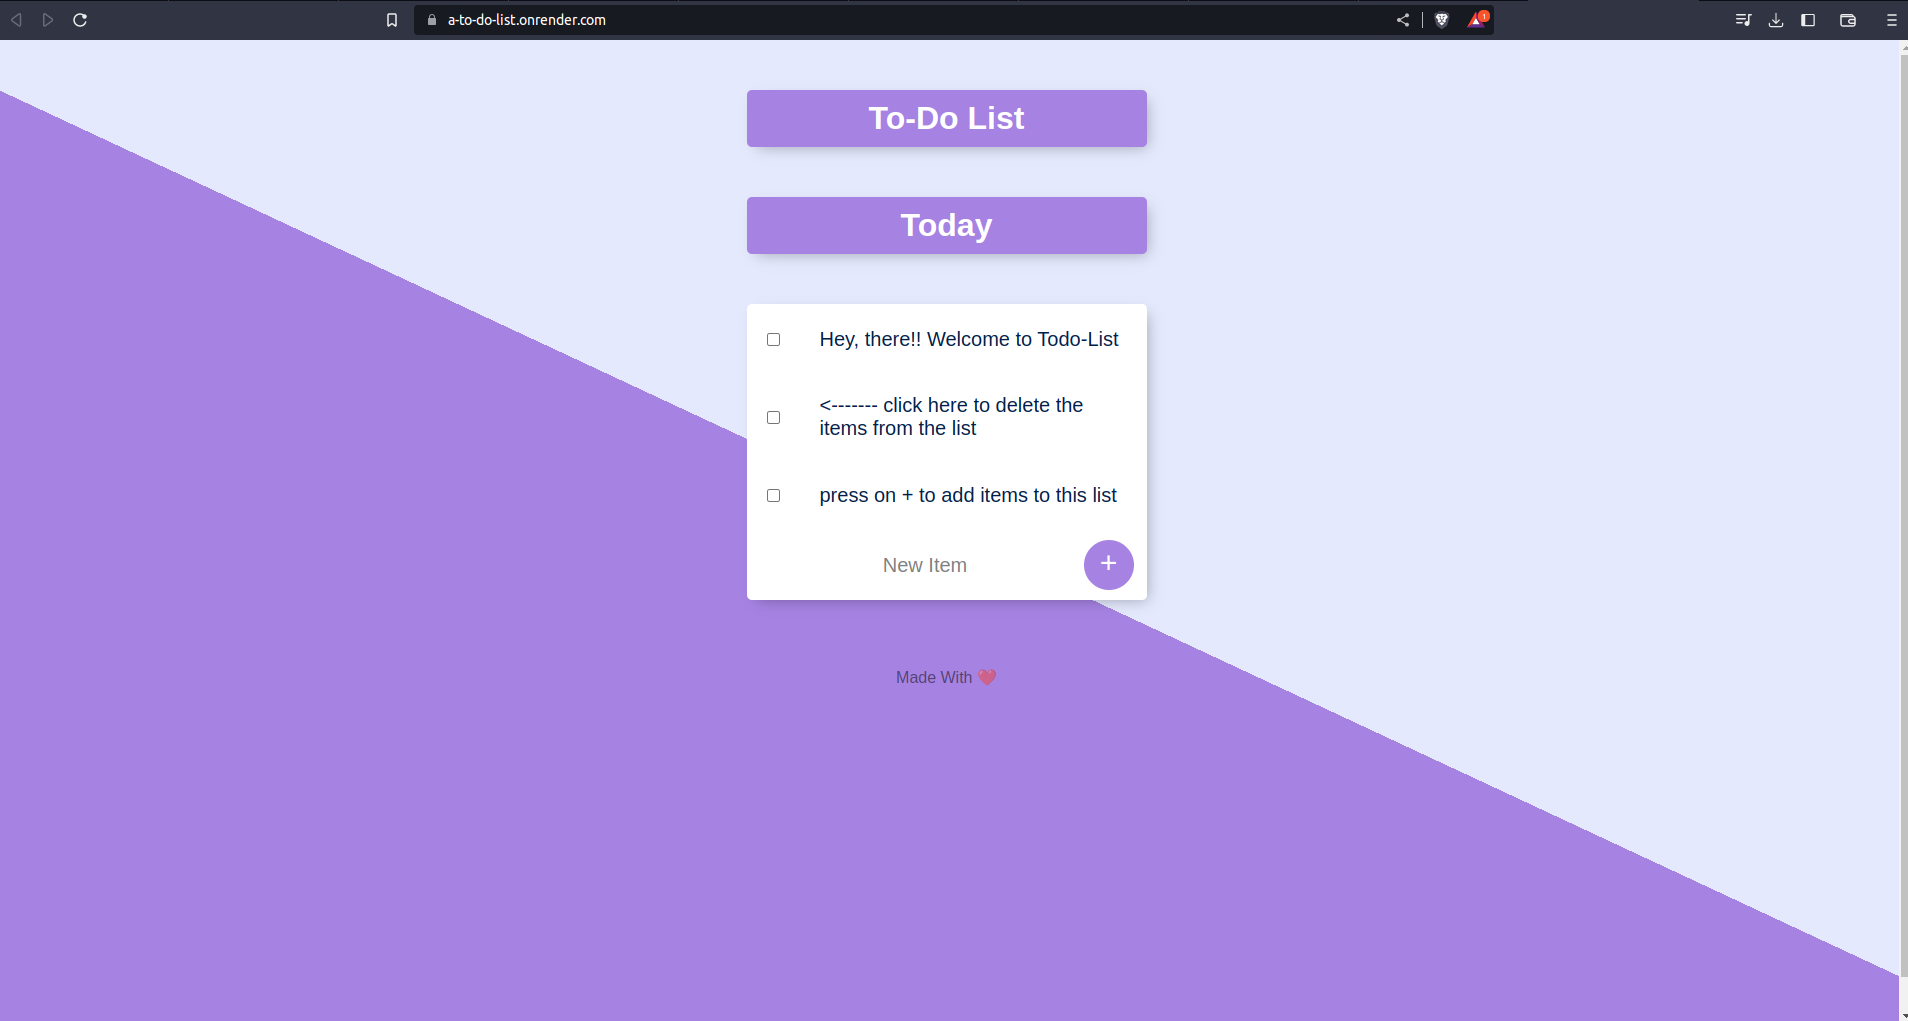 a-to-do-list.onrender.com
1
To-Do List
Today
Hey, there!! Welcome to Todo-List
<------- click here to delete the
items from the list
press on + to add items to this list
New Item
+
Made With ❤️